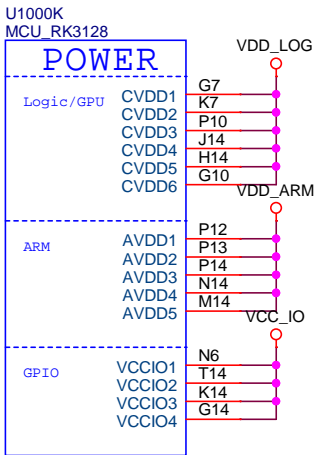 U1000K
MCU_RK3128
POWER
VDD_LOG
Logic/GPU
CVDD1 G7
CVDD2 K7
CVDD3 P10
CVDD4 J14
CVDD5 H14
CVDD6 G10
VDD_ARM
ARM
AVDD1 P12
AVDD2 P13
AVDD3 P14
AVDD4 N14
AVDD5 M14
VCC_IO
GPIO
VCCIO1 N6
VCCIO2 T14
VCCIO3 K14
VCCIO4 G14